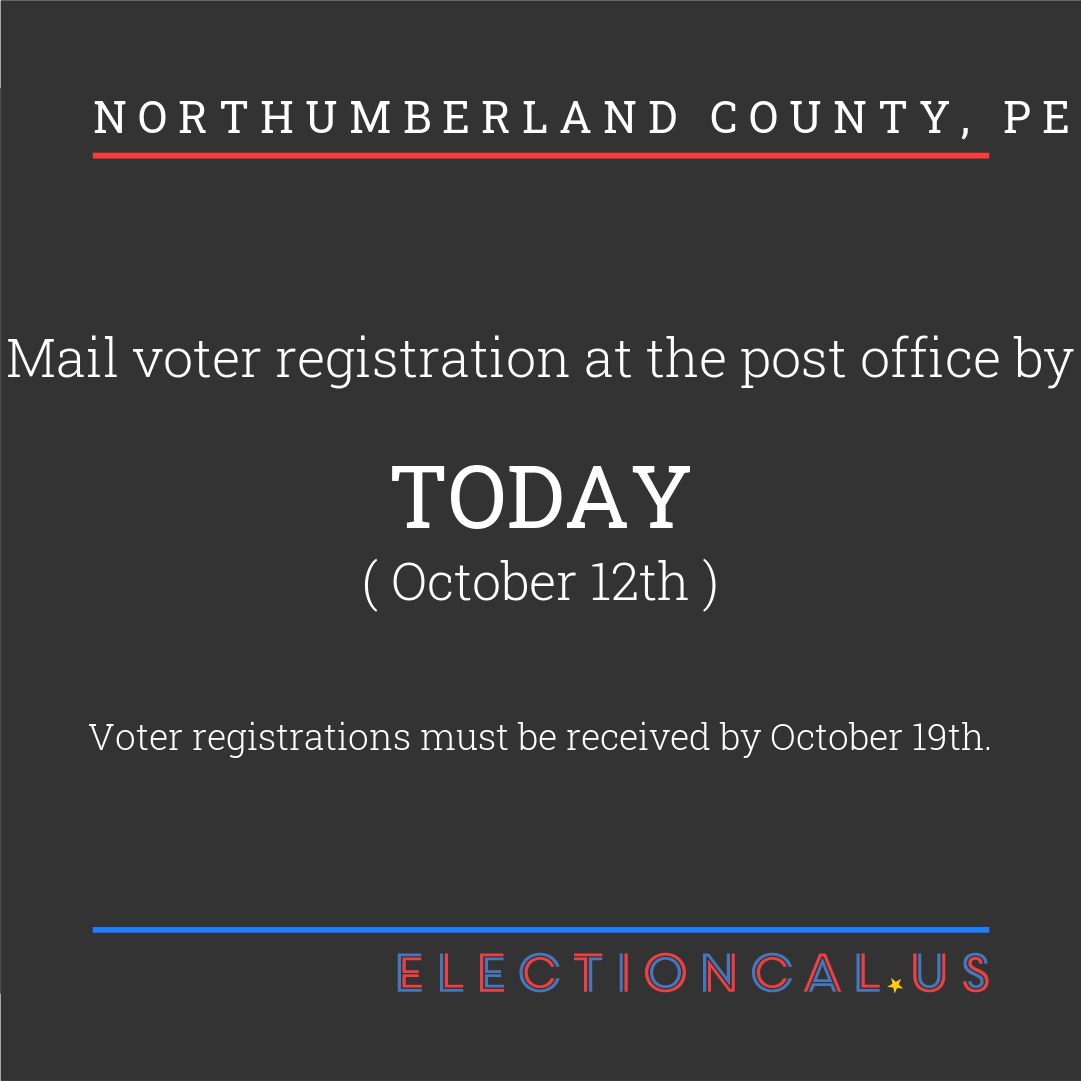 NORTHUMBERLAND COUNTY, PE
Mail voter registration at the post office by
TODAY
( October 12th )
Voter registrations must be received by October 19th.
ELECTIONCAL.US